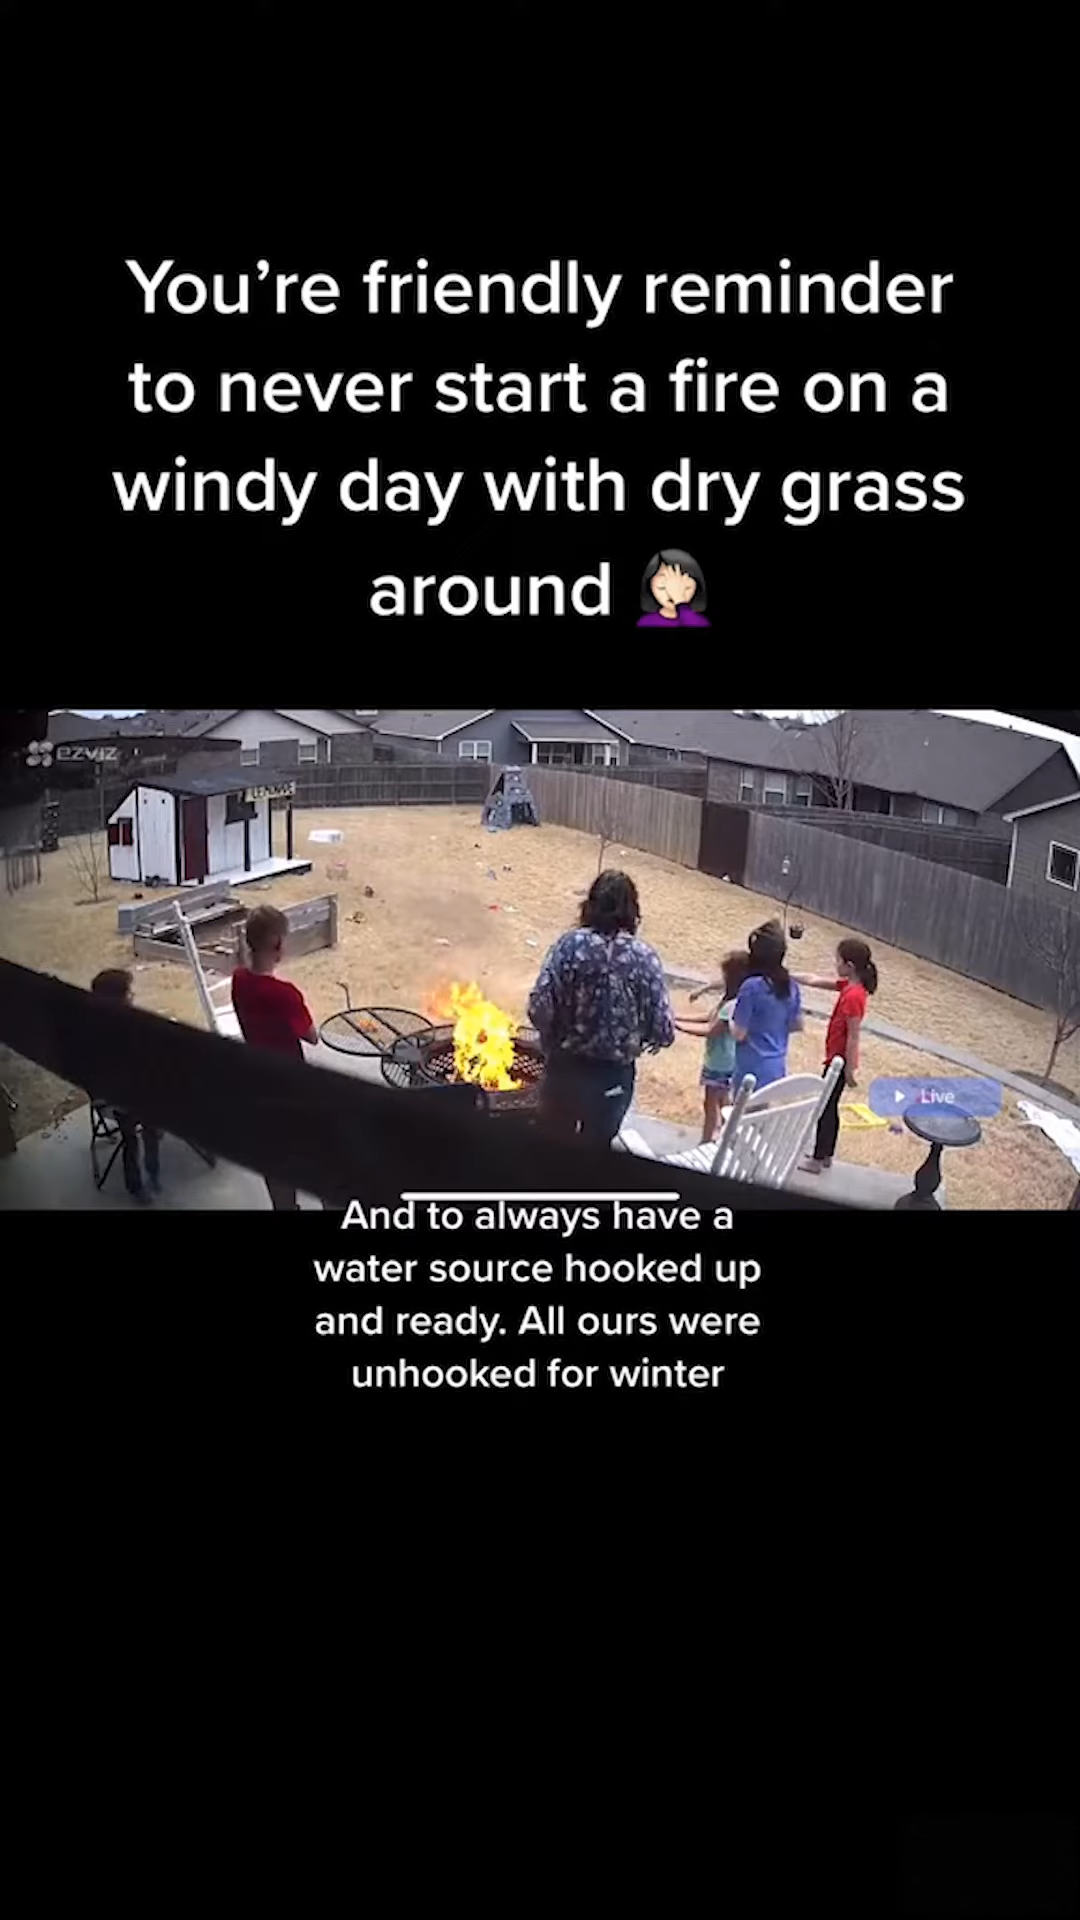 You’re friendly reminder
to never start a fire on a
windy day with dry grass
around 🤦🏻‍♀️
ezviz
LEMONADE
Live
And to always have a
water source hooked up
and ready. All ours were
unhooked for winter